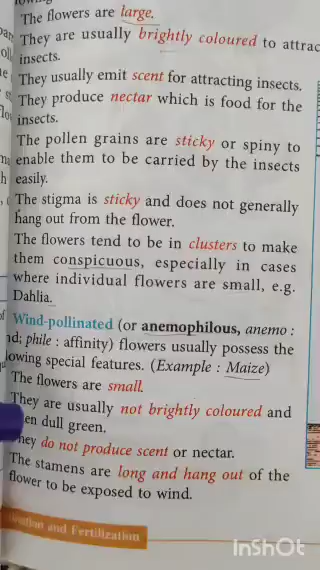 The flowers are large.
They are usually brightly coloured to attrac
insects.
They usually emit scent for attracting insects.
They produce nectar which is food for the
insects.
The pollen grains are sticky or spiny to
enable them to be carried by the insects
easily.
The stigma is sticky and does not generally
hang out from the flower.
The flowers tend to be in clusters to make
them conspicuous, especially in cases
where individual flowers are small, e.g.
Dahlia.
Wind-pollinated (or anemophilous, anemo :
nd; phile : affinity) flowers usually possess the
lowing special features. (Example : Maize)
The flowers are small.
They are usually not brightly coloured and
en dull green.
hey do not produce scent or nectar.
The stamens are long and hang out of the
flower to be exposed to wind.
and Fertilization
InShOt